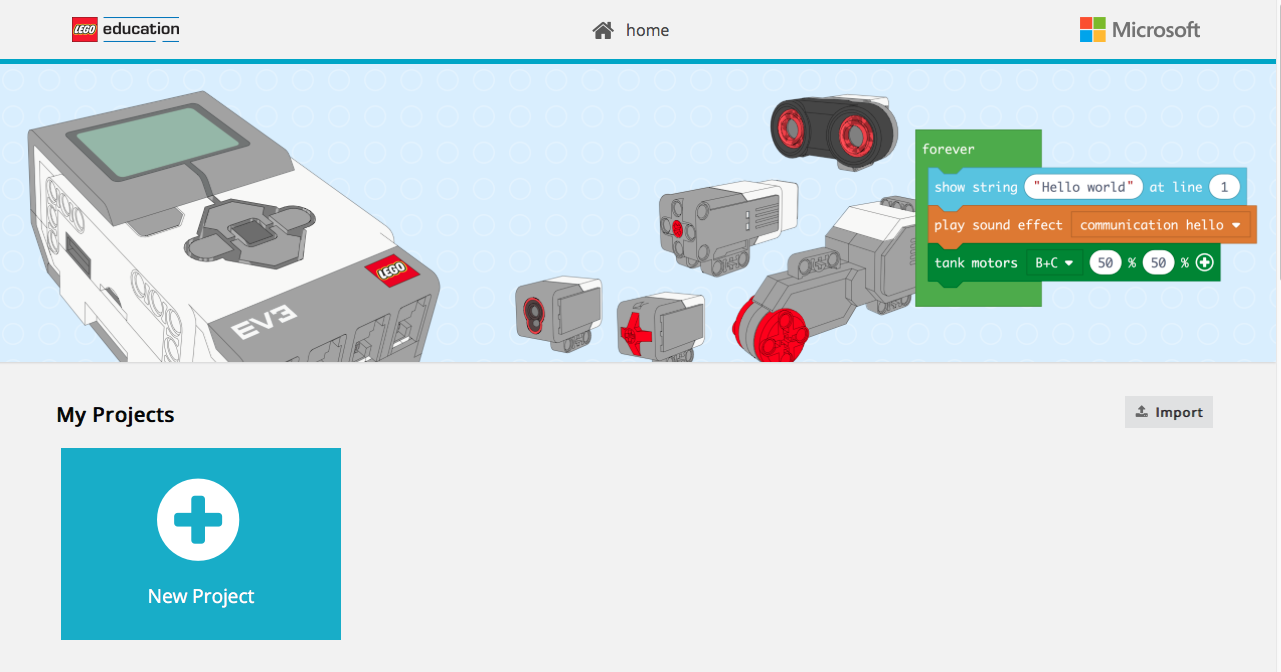 LEGO education
home
Microsoft
forever
show string "Hello world" at line 1
play sound effect communication hello
tank motors B+C 50 % 50 %
LEGO
EV3
My Projects
Import
New Project